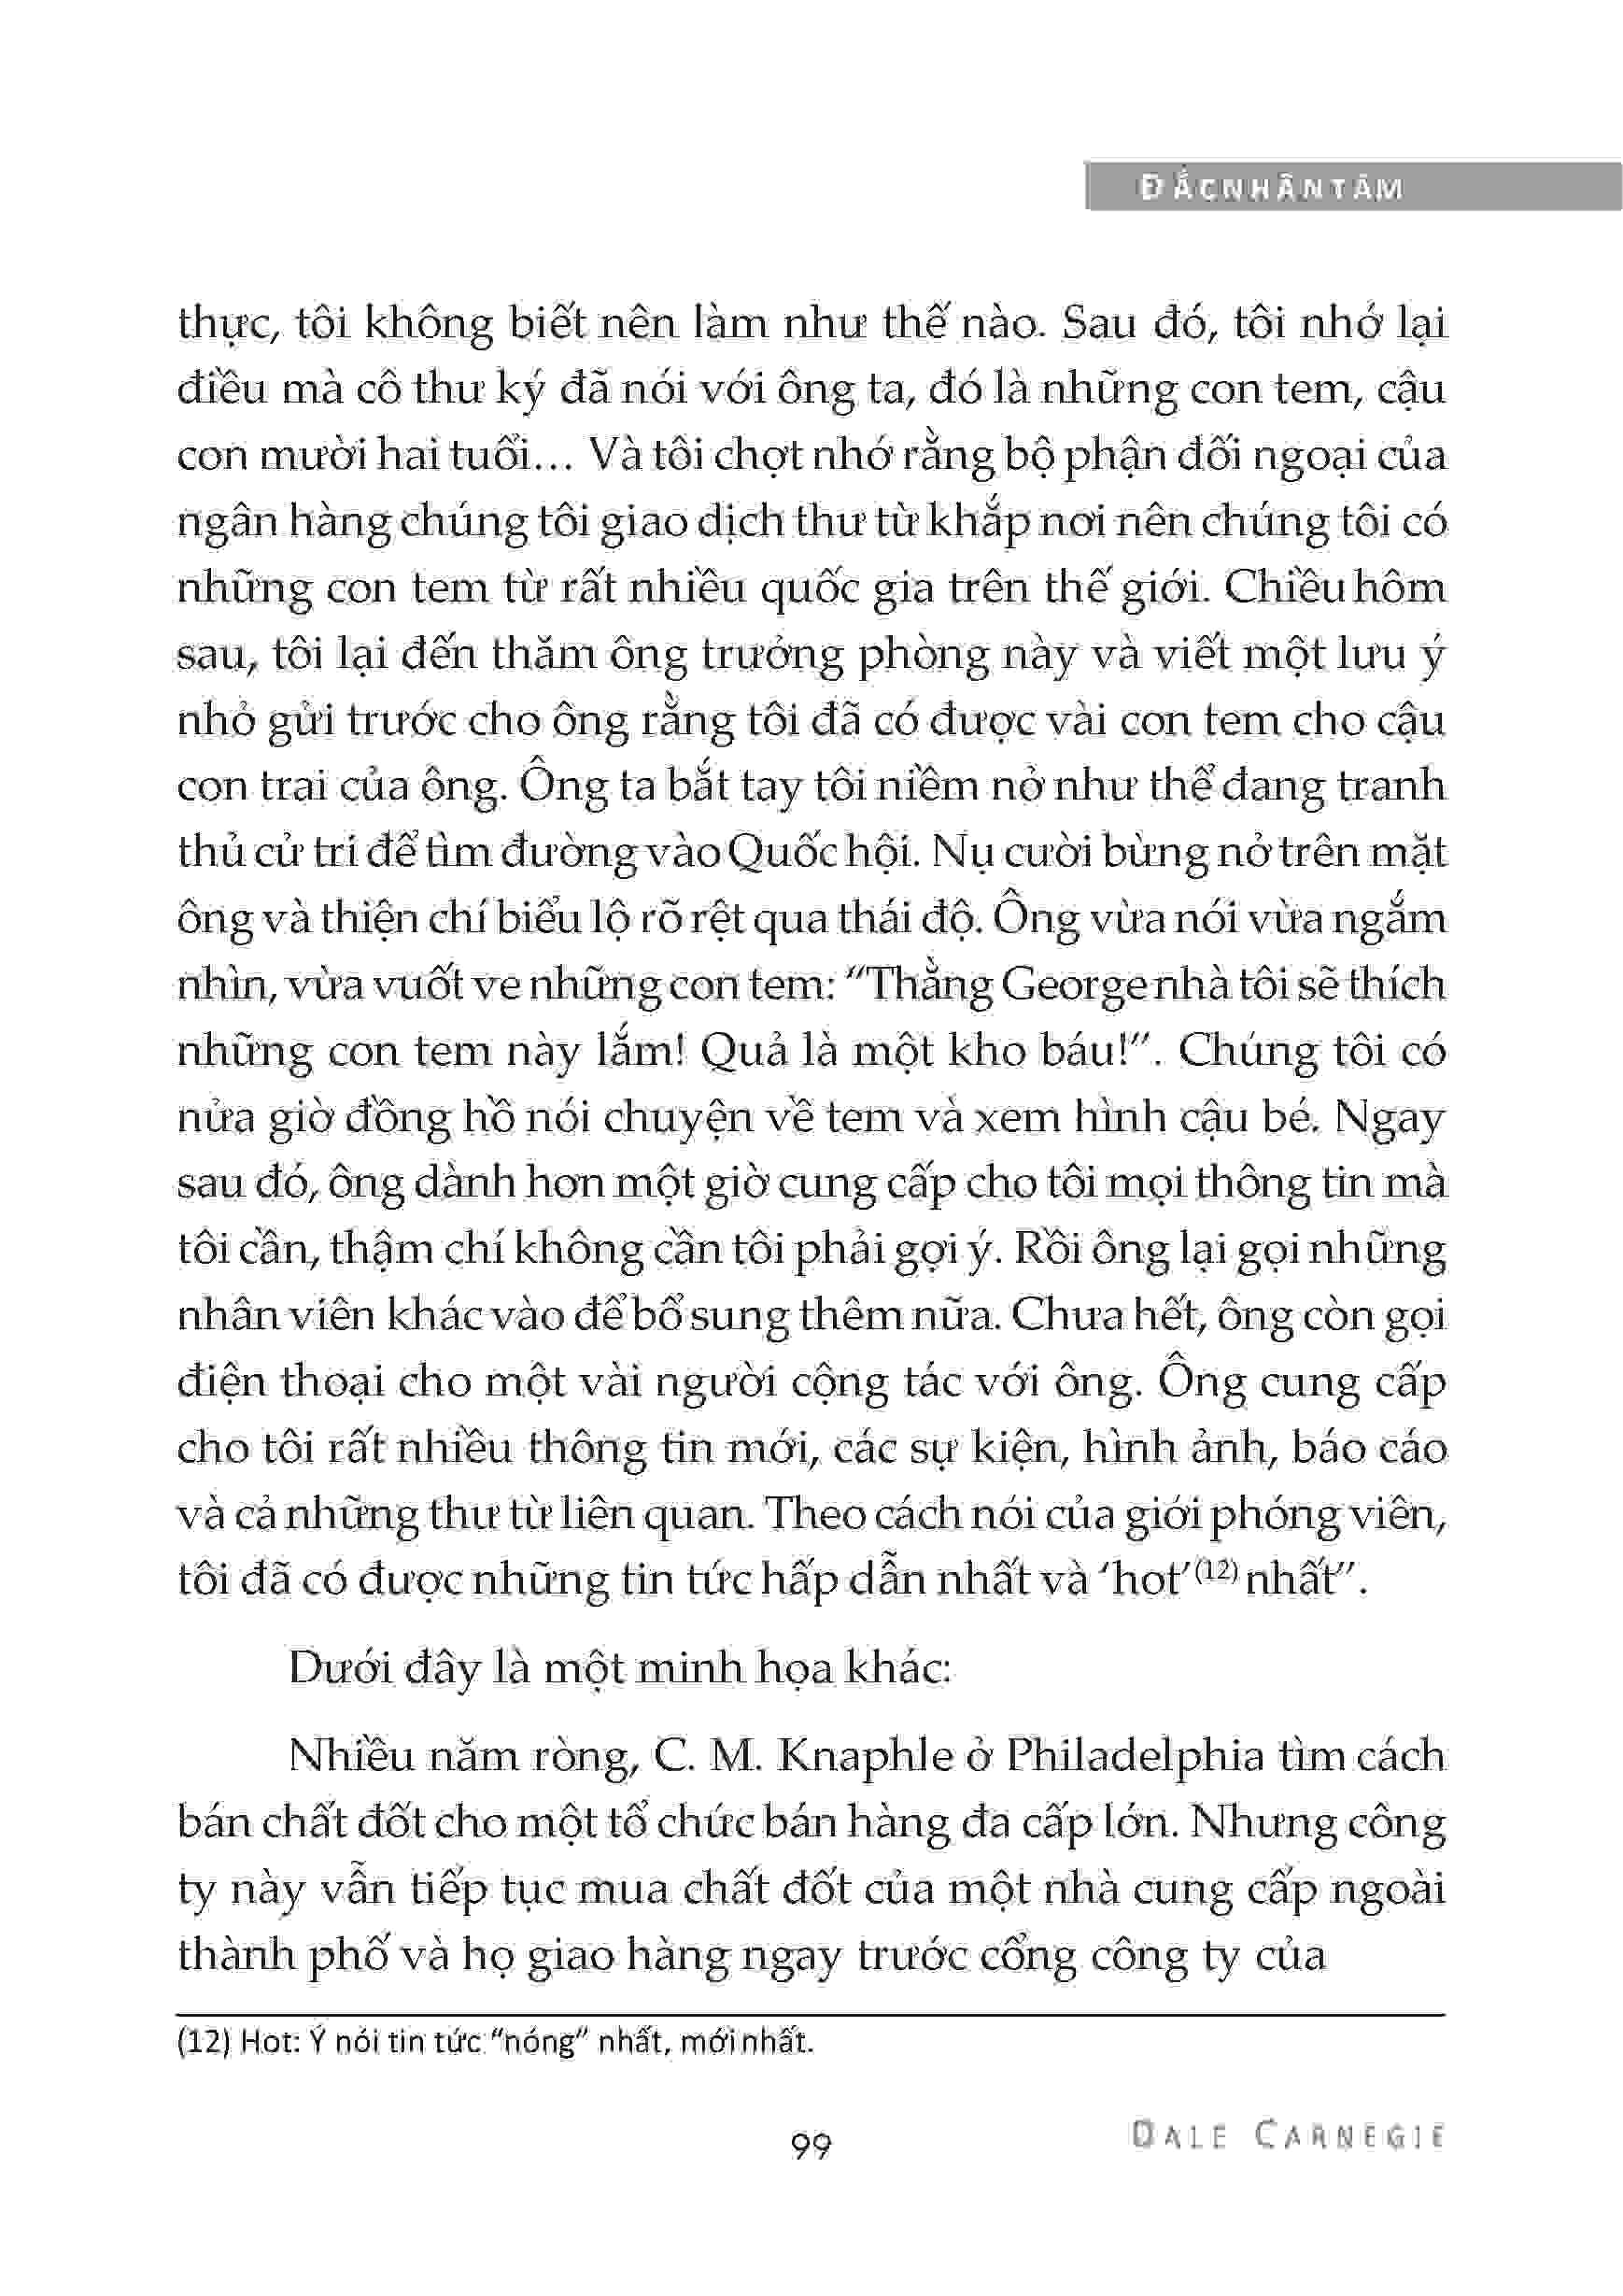 ĐẮCNHÂNTÂM
thực, tôi không biết nên làm như thế nào. Sau đó, tôi nhớ lại
điều mà cô thư ký đã nói với ông ta, đó là những con tem, cậu
con mười hai tuổi… Và tôi chợt nhớ rằng bộ phận đối ngoại của
ngân hàng chúng tôi giao dịch thư từ khắp nơi nên chúng tôi có
những con tem từ rất nhiều quốc gia trên thế giới. Chiều hôm
sau, tôi lại đến thăm ông trưởng phòng này và viết một lưu ý
nhỏ gửi trước cho ông rằng tôi đã có được vài con tem cho cậu
con trai của ông. Ông ta bắt tay tôi niềm nở như thể đang tranh
thủ cử tri để tìm đường vào Quốc hội. Nụ cười bừng nở trên mặt
ông và thiện chí biểu lộ rõ rệt qua thái độ. Ông vừa nói vừa ngắm
nhìn, vừa vuốt ve những con tem: “Thằng George nhà tôi sẽ thích
những con tem này lắm! Quả là một kho báu!”. Chúng tôi có
nửa giờ đồng hồ nói chuyện về tem và xem hình cậu bé. Ngay
sau đó, ông dành hơn một giờ cung cấp cho tôi mọi thông tin mà
tôi cần, thậm chí không cần tôi phải gợi ý. Rồi ông lại gọi những
nhân viên khác vào để bổ sung thêm nữa. Chưa hết, ông còn gọi
điện thoại cho một vài người cộng tác với ông. Ông cung cấp
cho tôi rất nhiều thông tin mới, các sự kiện, hình ảnh, báo cáo
và cả những thư từ liên quan. Theo cách nói của giới phóng viên,
tôi đã có được những tin tức hấp dẫn nhất và ‘hot’(12) nhất”.
Dưới đây là một minh họa khác:
Nhiều năm ròng, C. M. Knaphle ở Philadelphia tìm cách
bán chất đốt cho một tổ chức bán hàng đa cấp lớn. Nhưng công
ty này vẫn tiếp tục mua chất đốt của một nhà cung cấp ngoài
thành phố và họ giao hàng ngay trước cổng công ty của
(12) Hot: Ý nói tin tức “nóng” nhất, mới nhất.
99
DALE CARNEGIE